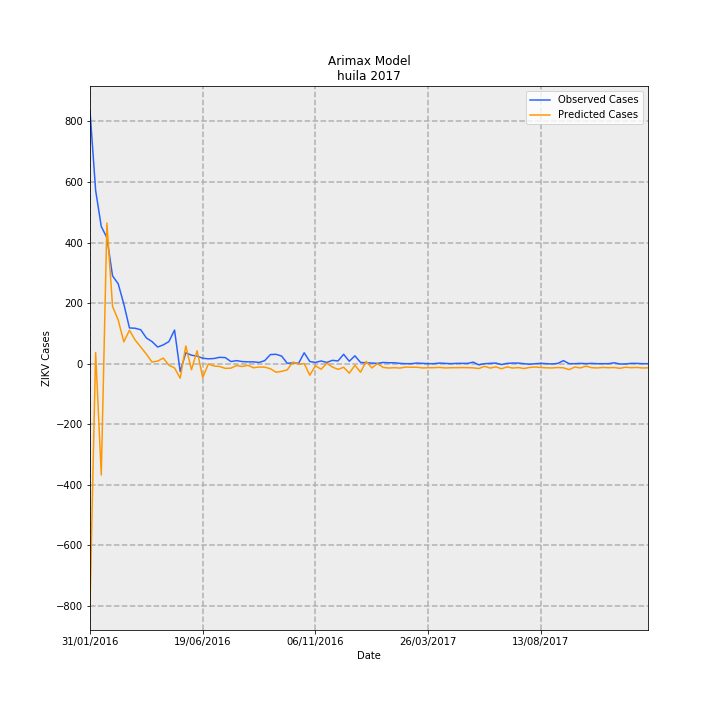 Arimax Model
huila 2017
Observed Cases
Predicted Cases
ZIKV Cases
800
600
400
200
0
−200
−400
−600
−800
31/01/2016
19/06/2016
06/11/2016
26/03/2017
13/08/2017
Date